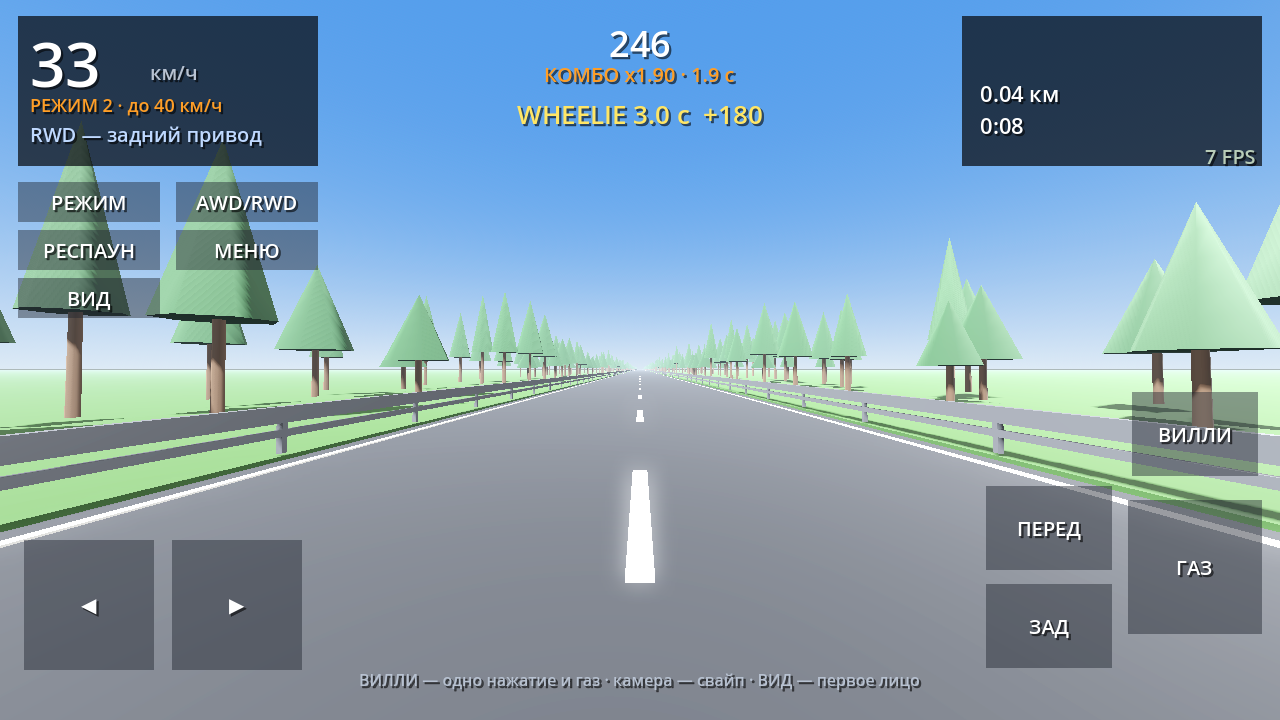 33 км/ч
РЕЖИМ 2 · до 40 км/ч
RWD — задний привод
246
КОМБО x1.90 · 1.9 с
WHEELIE 3.0 с +180
0.04 км
0:08
7 FPS
РЕЖИМ
AWD/RWD
РЕСПАУН
МЕНЮ
ВИД
ВИЛЛИ
ПЕРЕД
ГАЗ
ЗАД
◄
►
ВИЛЛИ — одно нажатие и газ · камера — свайп · ВИД — первое лицо